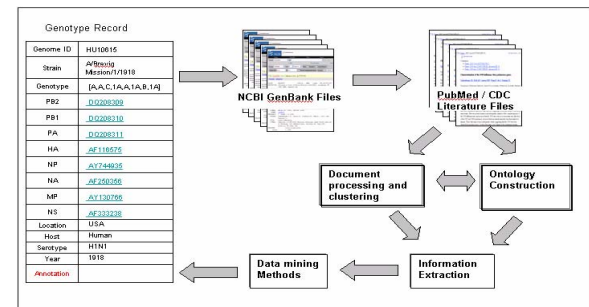 Genotype Record
Genome ID HU10615
Strain A/Brevig Mission/1/1918
Genotype [A,A,C,1A,A,1A,B,1A]
PB2 DQ208309
PB1 DQ208310
PA DQ208311
HA AF116575
NP AY744935
NA AF250356
MP AY130766
NS AF333238
Location USA
Host Human
Serotype H1N1
Year 1918
Annotation
NCBI GenBank Files
PubMed / CDC
Literature Files
Document
processing and
clustering
Ontology
Construction
Data mining
Methods
Information
Extraction